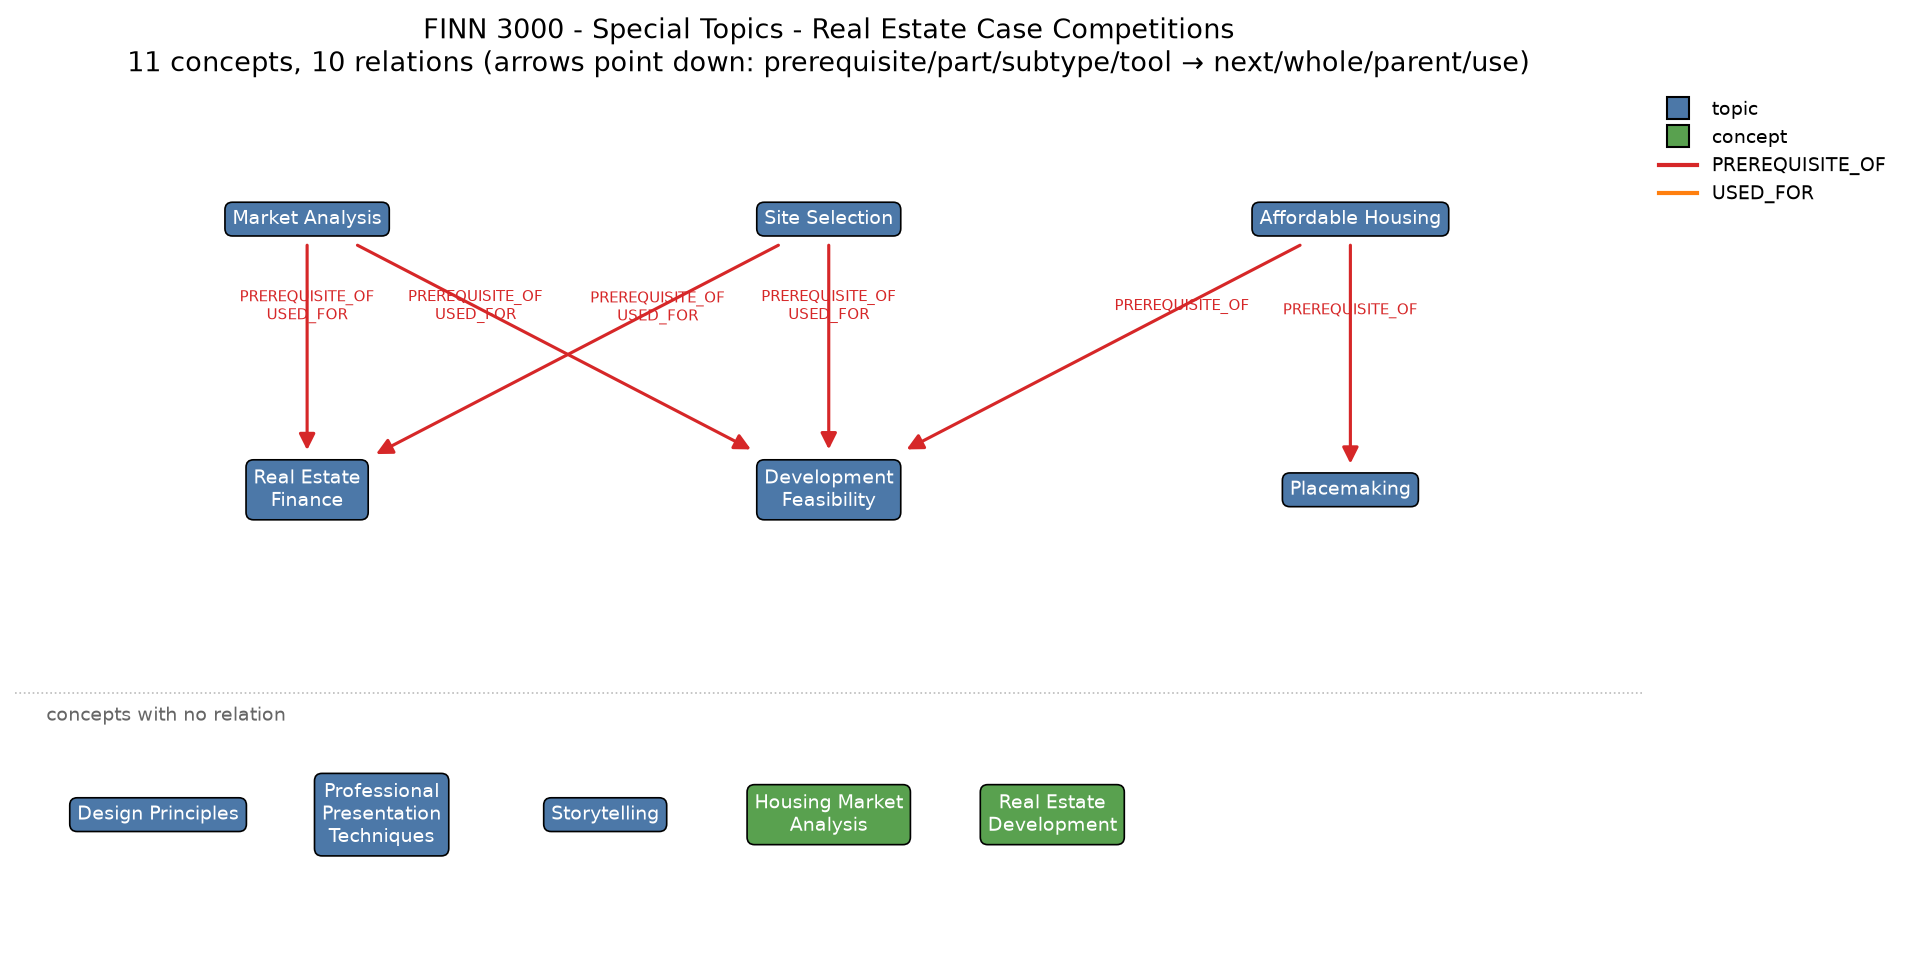 FINN 3000 - Special Topics - Real Estate Case Competitions
11 concepts, 10 relations (arrows point down: prerequisite/part/subtype/tool → next/whole/parent/use)
topic
concept
PREREQUISITE_OF
USED_FOR
Market Analysis
Site Selection
Affordable Housing
PREREQUISITE_OF
USED_FOR
PREREQUISITE_OF
USED_FOR
PREREQUISITE_OF
USED_FOR
PREREQUISITE_OF
USED_FOR
PREREQUISITE_OF
PREREQUISITE_OF
Real Estate
Finance
Development
Feasibility
Placemaking
concepts with no relation
Design Principles
Professional
Presentation
Techniques
Storytelling
Housing Market
Analysis
Real Estate
Development